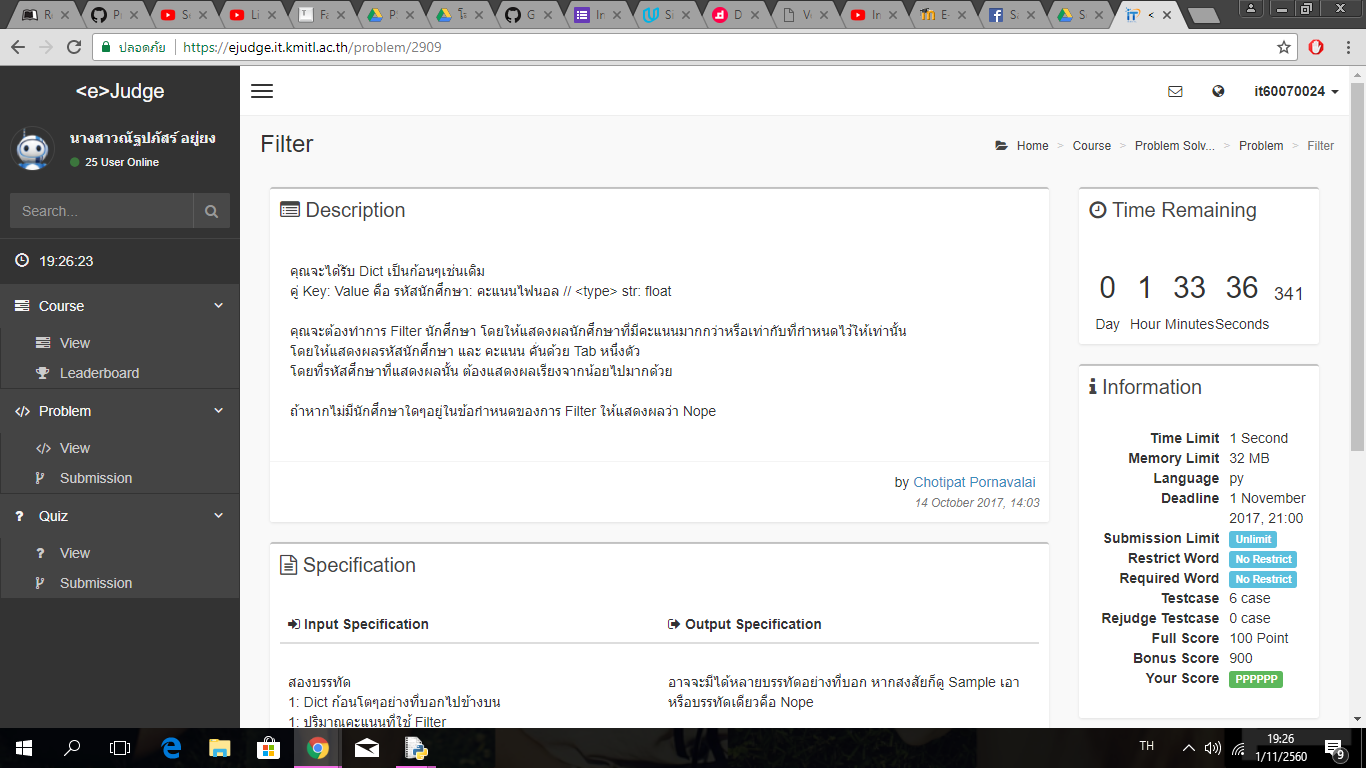 ปลอดภัย
https://ejudge.it.kmitl.ac.th/problem/2909
<e>Judge
it60070024
นางสาวณัฐปภัสร์ อยู่ยง
25 User Online
Search...
19:26:23
Course
View
Leaderboard
Problem
View
Submission
Quiz
View
Submission
Filter
Home > Course > Problem Solv... > Problem > Filter
Description
คุณจะได้รับ Dict เป็นก้อนๆเช่นเดิม
คู่ Key: Value คือ รหัสนักศึกษา: คะแนนไฟนอล // <type> str: float
คุณจะต้องทำการ Filter นักศึกษา โดยให้แสดงผลนักศึกษาที่มีคะแนนมากกว่าหรือเท่ากับที่กำหนดไว้ให้เท่านั้น
โดยให้แสดงผลรหัสนักศึกษา และ คะแนน คั่นด้วย Tab หนึ่งตัว
โดยที่รหัสศึกษาที่แสดงผลนั้น ต้องแสดงผลเรียงจากน้อยไปมากด้วย
ถ้าหากไม่มีนักศึกษาใดๆอยู่ในข้อกำหนดของการ Filter ให้แสดงผลว่า Nope
by Chotipat Pornavalai
14 October 2017, 14:03
Specification
Input Specification
Output Specification
สองบรรทัด
1: Dict ก้อนโตๆอย่างที่บอกไปข้างบน
1: ปริมาณคะแนนที่ใช้ Filter
อาจจะมีได้หลายบรรทัดอย่างที่บอก หากสงสัยก็ดู Sample เอา
หรือบรรทัดเดียวคือ Nope
Time Remaining
0 1 33 36 341
Day Hour Minutes Seconds
Information
Time Limit 1 Second
Memory Limit 32 MB
Language py
Deadline 1 November
2017, 21:00
Submission Limit Unlimit
Restrict Word No Restrict
Required Word No Restrict
Testcase 6 case
Rejudge Testcase 0 case
Full Score 100 Point
Bonus Score 900
Your Score PPPPPP
TH
19:26
1/11/2560
9